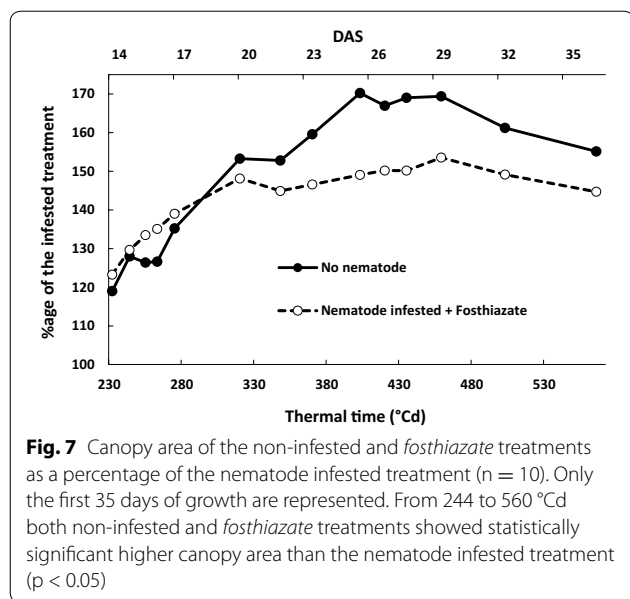 DAS
14 17 20 23 26 29 32 35
170
160
150
140
130
120
110
100
%age of the infested treatment
No nematode
Nematode infested + Fosthiazate
230 280 330 380 430 480 530
Thermal time (°Cd)
Fig. 7 Canopy area of the non-infested and fosthiazate treatments
as a percentage of the nematode infested treatment (n = 10). Only
the first 35 days of growth are represented. From 244 to 560 °Cd
both non-infested and fosthiazate treatments showed statistically
significant higher canopy area than the nematode infested treatment
(p < 0.05)